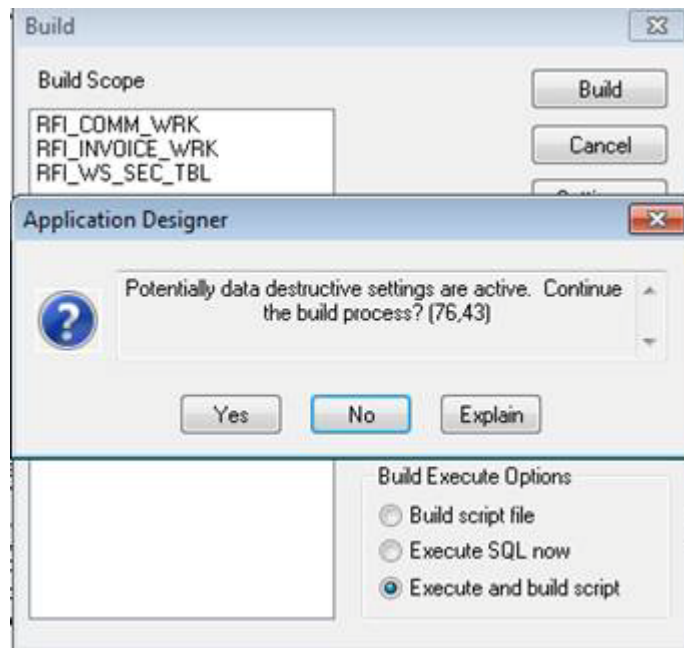 Build
Build Scope
Build
RFI_COMM_WRK
RFI_INVOICE_WRK
RFI_WS_SEC_TBL
Cancel
Application Designer
Potentially data destructive settings are active. Continue
the build process? (76,43)
Yes No Explain
Build Execute Options
Build script file
Execute SQL now
Execute and build script